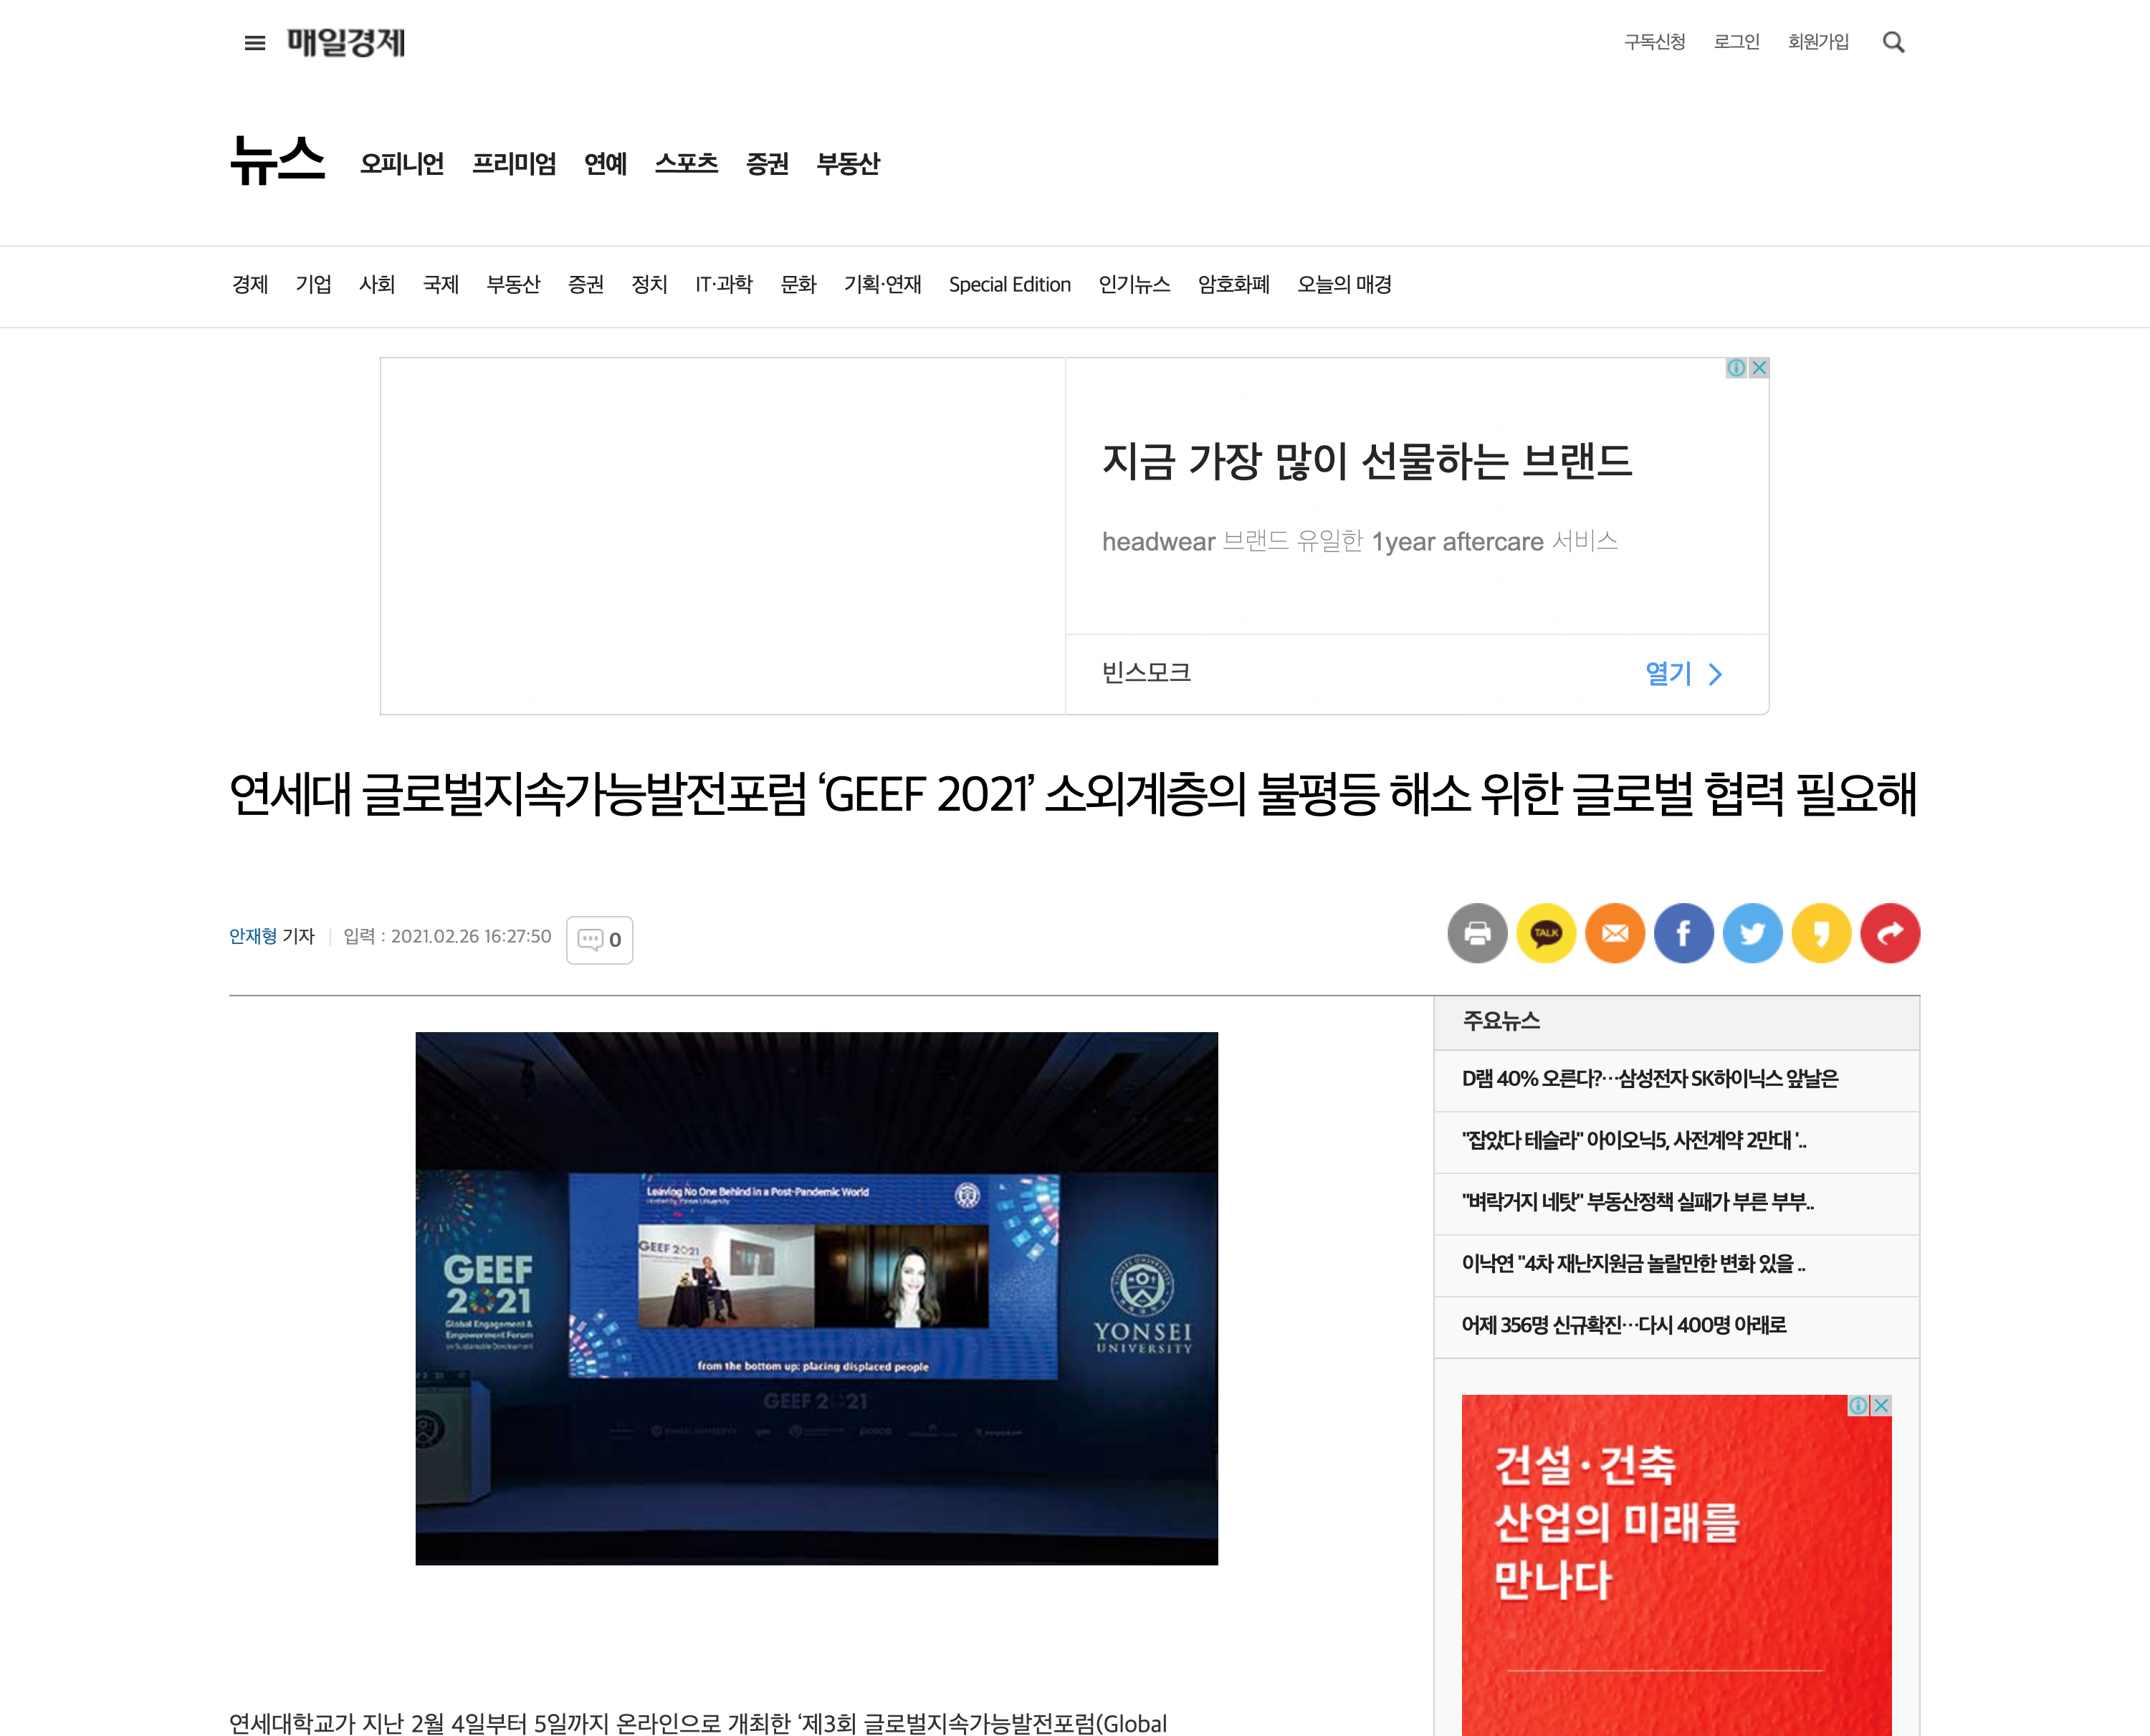 매일경제
구독신청 로그인 회원가입
뉴스 오피니언 프리미엄 연예 스포츠 증권 부동산
경제 기업 사회 국제 부동산 증권 정치 IT·과학 문화 기획·연재 Special Edition 인기뉴스 암호화폐 오늘의 매경
지금 가장 많이 선물하는 브랜드
headwear 브랜드 유일한 1year aftercare 서비스
빈스모크 열기
연세대 글로벌지속가능발전포럼 ‘GEEF 2021’ 소외계층의 불평등 해소 위한 글로벌 협력 필요해
안재형 기자 입력 : 2021.02.26 16:27:50 0
TALK
Leaving No One Behind in a Post-Pandemic World
Hosted by Yonsei University
GEEF 2021
GEEF
2021
Global Engagement &
Empowerment Forum
on Sustainable Development
YONSEI
UNIVERSITY
from the bottom up: placing displaced people
GEEF 2021
YONSEI UNIVERSITY
posco
연세대학교가 지난 2월 4일부터 5일까지 온라인으로 개최한 ‘제3회 글로벌지속가능발전포럼(Global
주요뉴스
D램 40% 오른다?…삼성전자 SK하이닉스 앞날은
"잡았다 테슬라" 아이오닉5, 사전계약 2만대 '..
"벼락거지 네탓" 부동산정책 실패가 부른 부부..
이낙연 "4차 재난지원금 놀랄만한 변화 있을 ..
어제 356명 신규확진…다시 400명 아래로
건설·건축
산업의 미래를
만나다